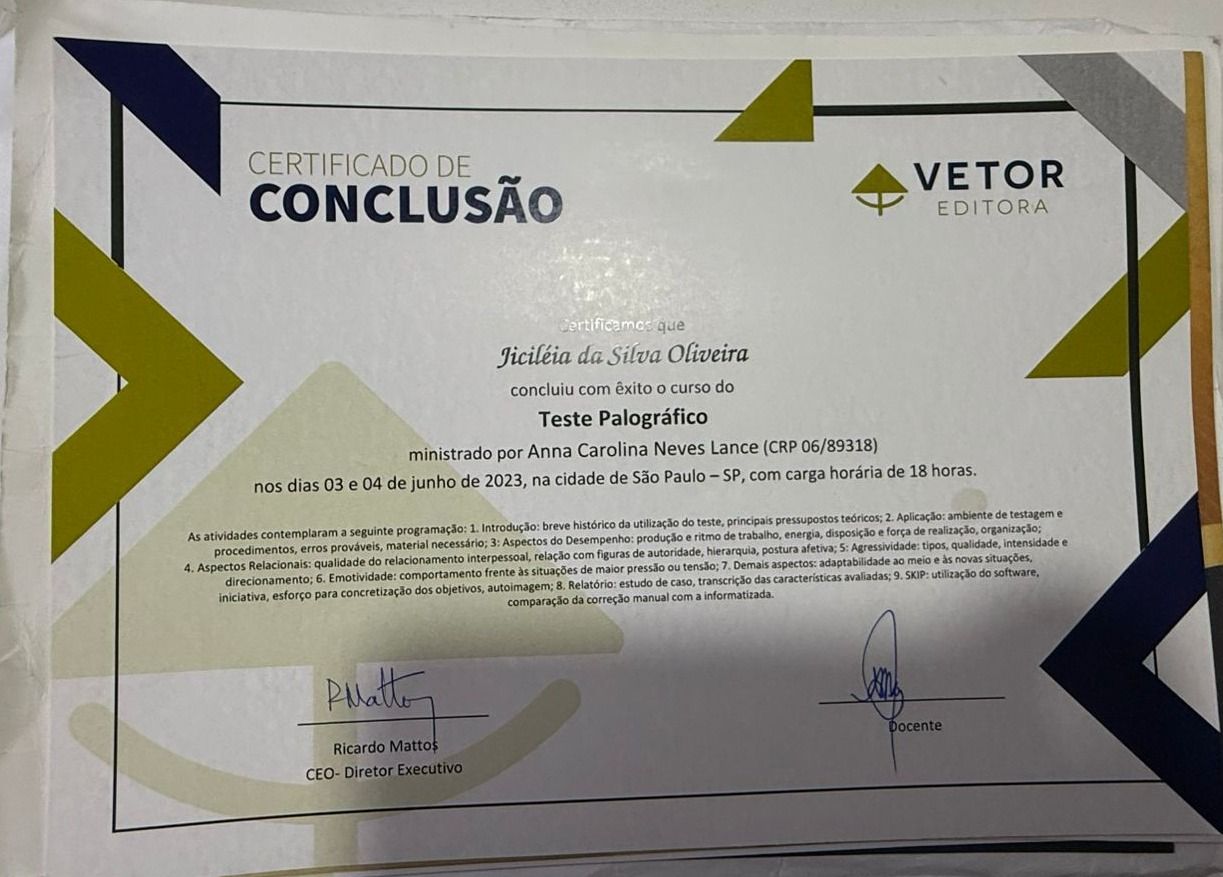 CERTIFICADO DE
CONCLUSÃO
VETOR
EDITORA
Certificamos que
Jiciléia da Silva Oliveira
concluiu com êxito o curso do
Teste Palográfico
ministrado por Anna Carolina Neves Lance (CRP 06/89318)
nos dias 03 e 04 de junho de 2023, na cidade de São Paulo – SP, com carga horária de 18 horas.
As atividades contemplaram a seguinte programação: 1. Introdução: breve histórico da utilização do teste, principais pressupostos teóricos; 2. Aplicação: ambiente de testagem e
procedimentos, erros prováveis, material necessário; 3: Aspectos do Desempenho: produção e ritmo de trabalho, energia, disposição e força de realização, organização;
4. Aspectos Relacionais: qualidade do relacionamento interpessoal, relação com figuras de autoridade, hierarquia, postura afetiva; 5: Agressividade: tipos, qualidade, intensidade e
direcionamento; 6. Emotividade: comportamento frente às situações de maior pressão ou tensão; 7. Demais aspectos: adaptabilidade ao meio e às novas situações,
iniciativa, esforço para concretização dos objetivos, autoimagem; 8. Relatório: estudo de caso, transcrição das características avaliadas; 9. SKIP: utilização do software,
comparação da correção manual com a informatizada.
RMattos
Ricardo Mattos
CEO- Diretor Executivo
Docente